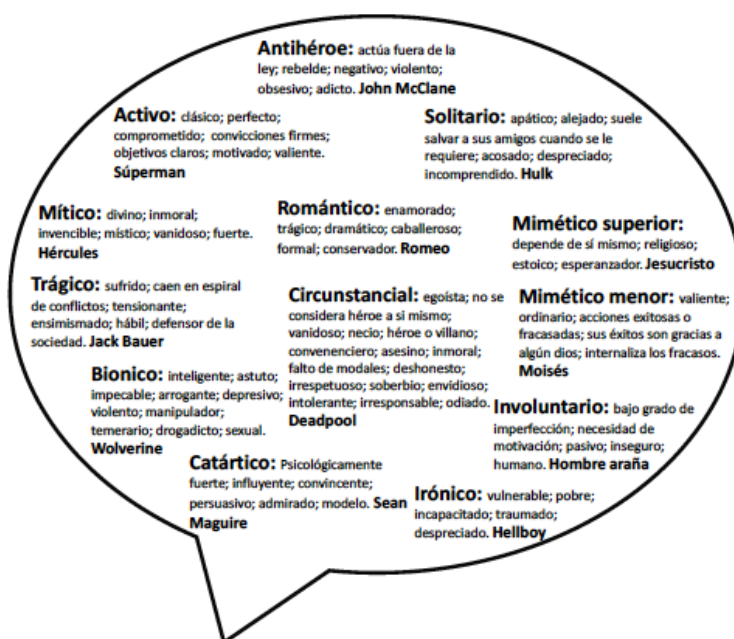 Antihéroe: actúa fuera de la
ley; rebelde; negativo; violento;
obsesivo; adicto. John McClane
Activo: clásico; perfecto;
comprometido; convicciones firmes;
objetivos claros; motivado; valiente.
Súperman
Solitario: apático; alejado; suele
salvar a sus amigos cuando se le
requiere; acosado; despreciado;
incomprendido. Hulk
Mítico: divino; inmoral;
invencible; místico; vanidoso; fuerte.
Hércules
Romántico: enamorado;
trágico; dramático; caballeroso;
formal; conservador. Romeo
Mimético superior:
depende de sí mismo; religioso;
estoico; esperanzador. Jesucristo
Trágico: sufrido; caen en espiral
de conflictos; tensionante;
ensimismado; hábil; defensor de la
sociedad. Jack Bauer
Circunstancial: egoísta; no se
considera héroe a si mismo;
vanidoso; necio; héroe o villano;
convenenciero; asesino; inmoral;
falto de modales; deshonesto;
irrespetuoso; soberbio; envidioso;
intolerante; irresponsable; odiado.
Deadpool
Mimético menor: valiente;
ordinario; acciones exitosas o
fracasadas; sus éxitos son gracias a
algún dios; internaliza los fracasos.
Moisés
Bionico: inteligente; astuto;
impecable; arrogante; depresivo;
violento; manipulador;
temerario; drogadicto; sexual.
Wolverine
Involuntario: bajo grado de
imperfección; necesidad de
motivación; pasivo; inseguro;
humano. Hombre araña
Catártico: Psicológicamente
fuerte; influyente; convincente;
persuasivo; admirado; modelo. Sean
Maguire
Irónico: vulnerable; pobre;
incapacitado; traumado;
despreciado. Hellboy